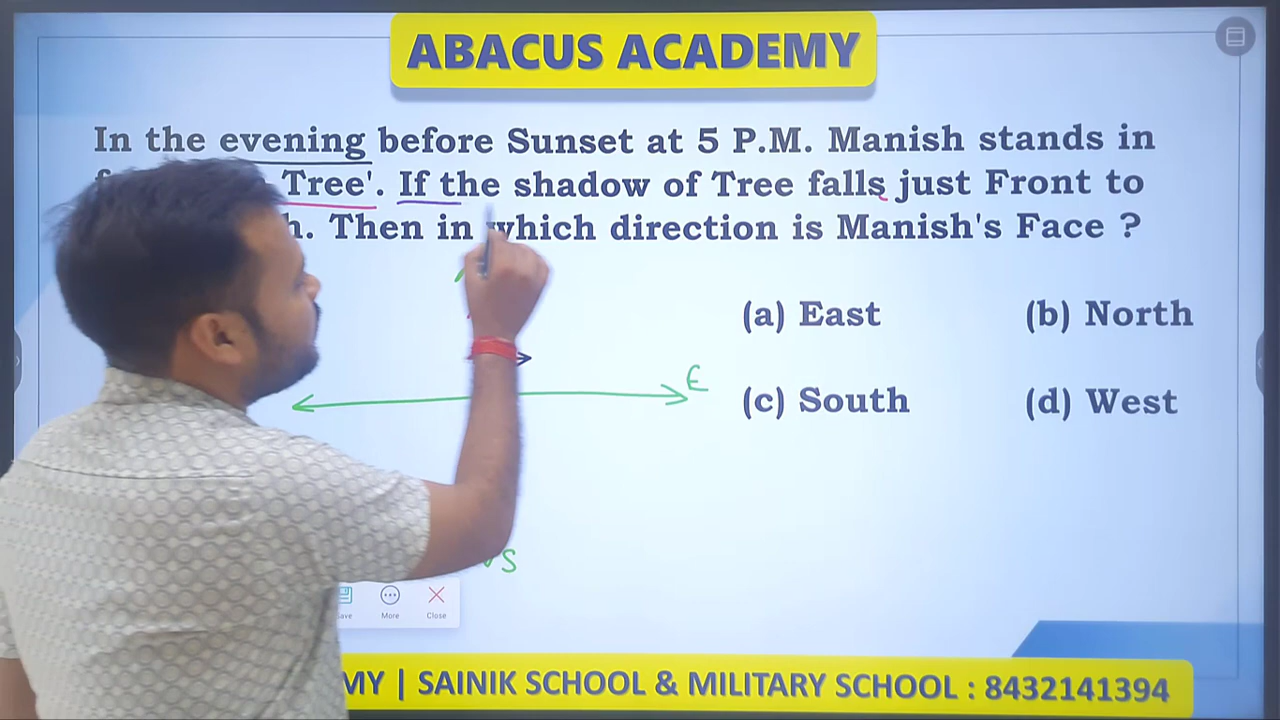 ABACUS ACADEMY
In the evening before Sunset at 5 P.M. Manish stands in
Tree'. If the shadow of Tree falls just Front to
Then in which direction is Manish's Face ?
(a) East (b) North
E
(c) South (d) West
S
More Close
| SAINIK SCHOOL & MILITARY SCHOOL : 8432141394